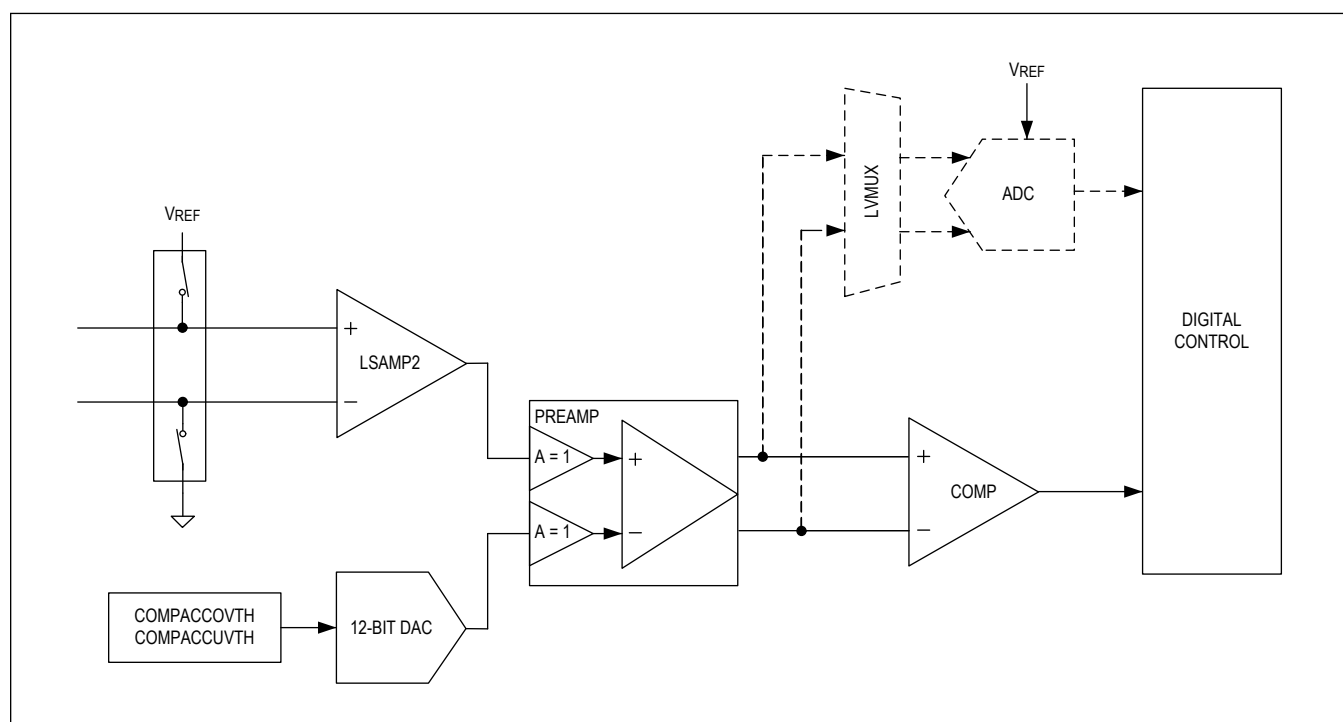 VREF
LVMUX
ADC
VREF
DIGITAL
CONTROL
+
LSAMP2
−
PREAMP
A = 1
+
A = 1
−
+
COMP
−
COMPACCOVTH
COMPACCUVTH
12-BIT DAC